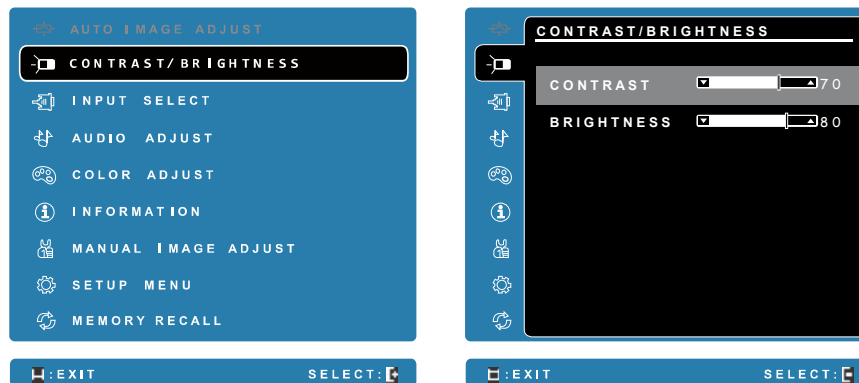 AUTO IMAGE ADJUST
CONTRAST/BRIGHTNESS
INPUT SELECT
AUDIO ADJUST
COLOR ADJUST
INFORMATION
MANUAL IMAGE ADJUST
SETUP MENU
MEMORY RECALL
:EXIT SELECT:
CONTRAST/BRIGHTNESS
CONTRAST 70
BRIGHTNESS 80
:EXIT SELECT: